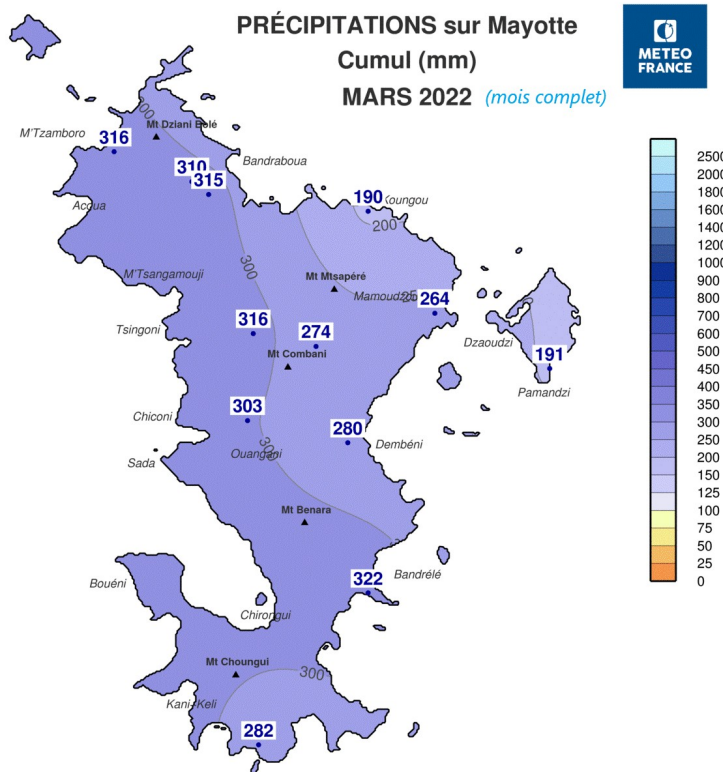 PRÉCIPITATIONS sur Mayotte
Cumul (mm)
MARS 2022 (mois complet)
METEO
FRANCE
300
Mt Dziani Bolé
M'Tzamboro
316
310
315
Bandraboua
190
Koungou
200
Acoua
300
M'Tsangamouji
Mt Mtsapéré
Mamoudzou
264
Tsingoni
316
274
Mt Combani
Dzaoudzi
191
Pamandzi
303
Chiconi
280
Dembéni
300
Ouangani
Sada
Mt Benara
Bandrélé
322
Bouéni
Chirongui
Mt Choungui
300
Kani-Keli
282
2500
2000
1800
1600
1400
1200
1000
900
800
700
600
500
450
400
350
300
250
200
150
125
100
75
50
25
0